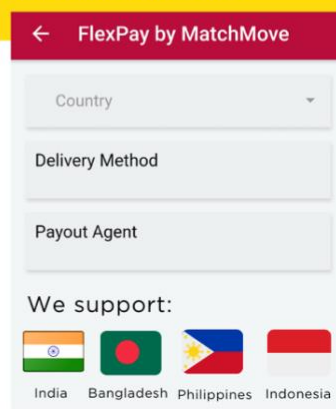 FlexPay by MatchMove
Country
Delivery Method
Payout Agent
We support:
India Bangladesh Philippines Indonesia